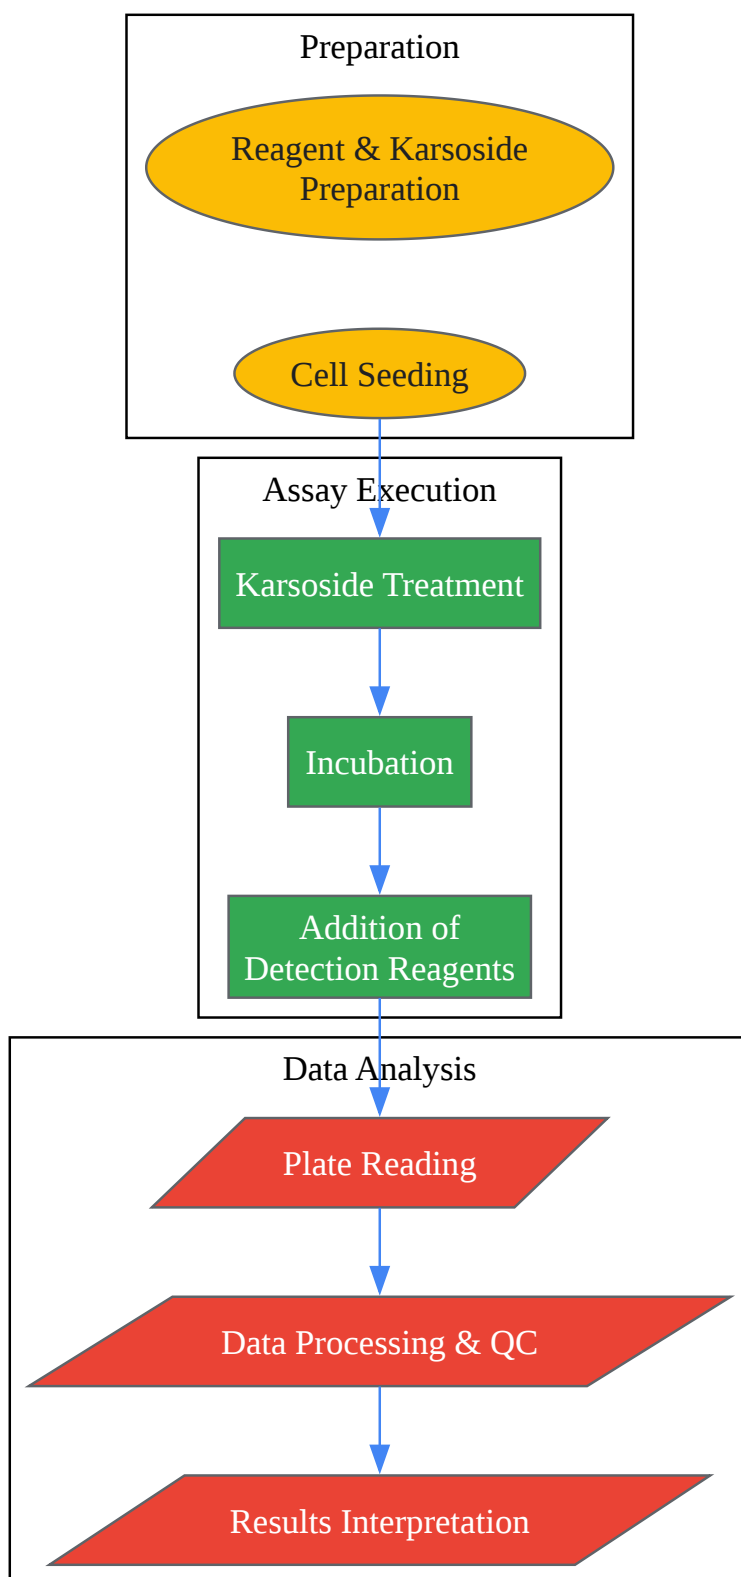 Preparation
Reagent & Karsoside
Preparation
Cell Seeding
Assay Execution
Karsoside Treatment
Incubation
Addition of
Detection Reagents
Data Analysis
Plate Reading
Data Processing & QC
Results Interpretation